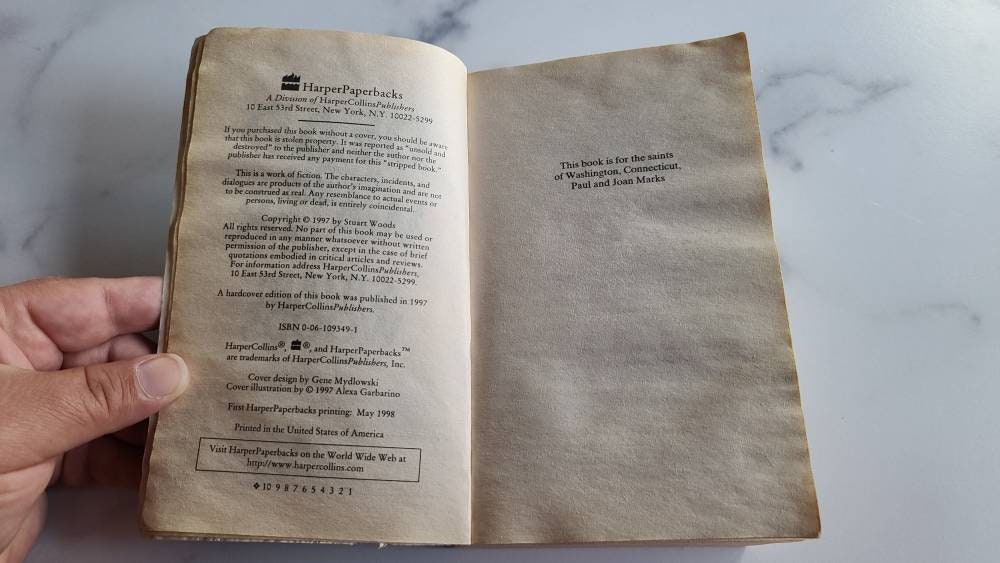 HarperPaperbacks
A Division of HarperCollinsPublishers
10 East 53rd Street, New York, N.Y. 10022-5299
If you purchased this book without a cover, you should be aware
that this book is stolen property. It was reported as "unsold and
destroyed" to the publisher and neither the author nor the
publisher has received any payment for this "stripped book."
This is a work of fiction. The characters, incidents, and
dialogues are products of the author's imagination and are not
to be construed as real. Any resemblance to actual events or
persons, living or dead, is entirely coincidental.
Copyright © 1997 by Stuart Woods
All rights reserved. No part of this book may be used or
reproduced in any manner whatsoever without written
permission of the publisher, except in the case of brief
quotations embodied in critical articles and reviews.
For information address HarperCollinsPublishers,
10 East 53rd Street, New York, N.Y. 10022-5299.
A hardcover edition of this book was published in 1997
by HarperCollinsPublishers.
ISBN 0-06-109349-1
HarperCollins®, ®, and HarperPaperbacks™
are trademarks of HarperCollinsPublishers, Inc.
Cover design by Gene Mydlowski
Cover illustration by © 1997 Alexa Garbarino
First HarperPaperbacks printing: May 1998
Printed in the United States of America
Visit HarperPaperbacks on the World Wide Web at
http://www.harpercollins.com
❖ 10 9 8 7 6 5 4 3 2 1
This book is for the saints
of Washington, Connecticut,
Paul and Joan Marks